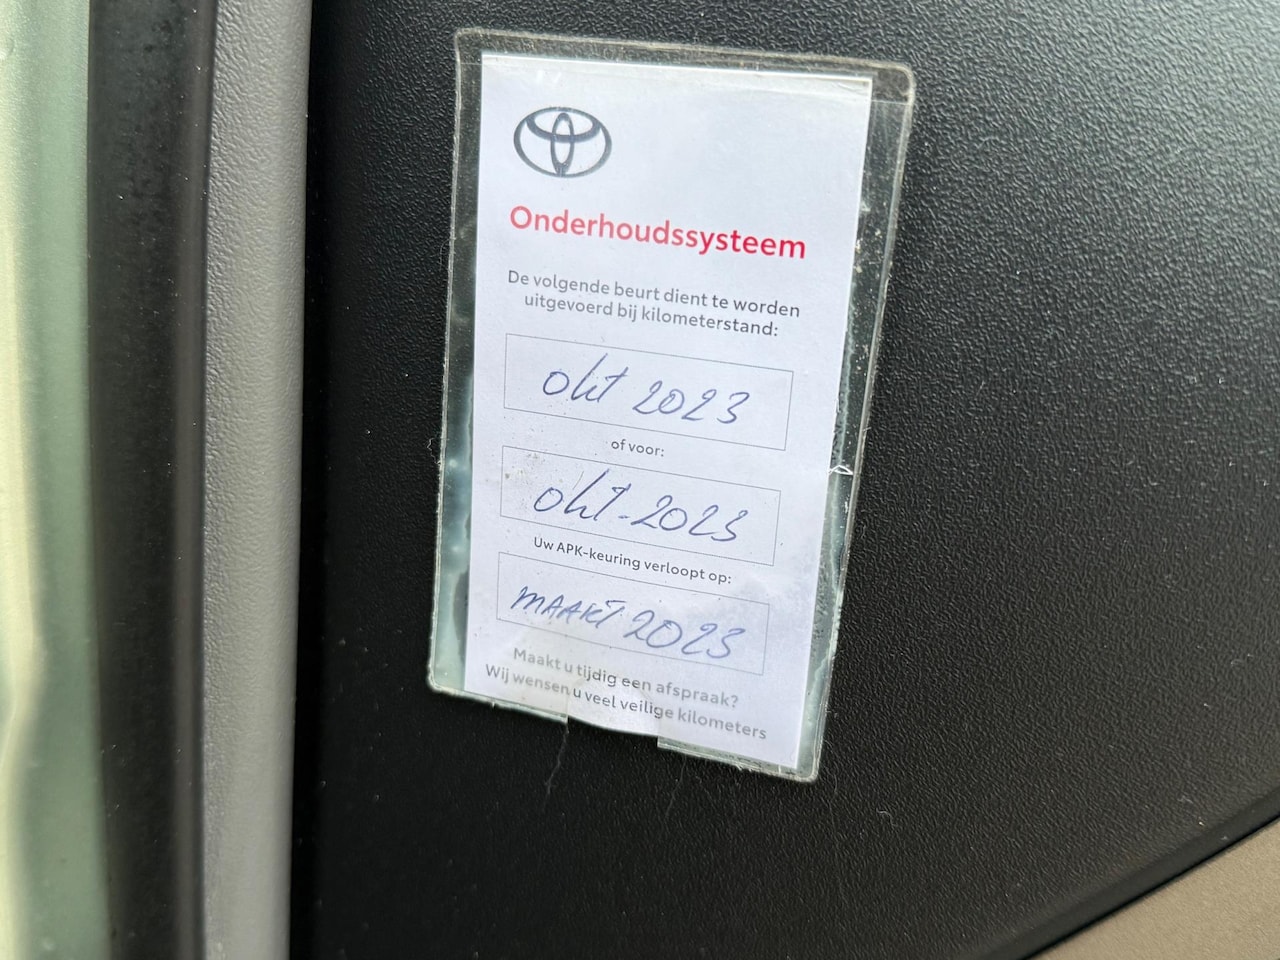 Onderhoudssysteem
De volgende beurt dient te worden
uitgevoerd bij kilometerstand:
okt 2023
of voor:
okt-2023
Uw APK-keuring verloopt op:
MAART 2023
Maakt u tijdig een afspraak?
Wij wensen u veel veilige kilometers